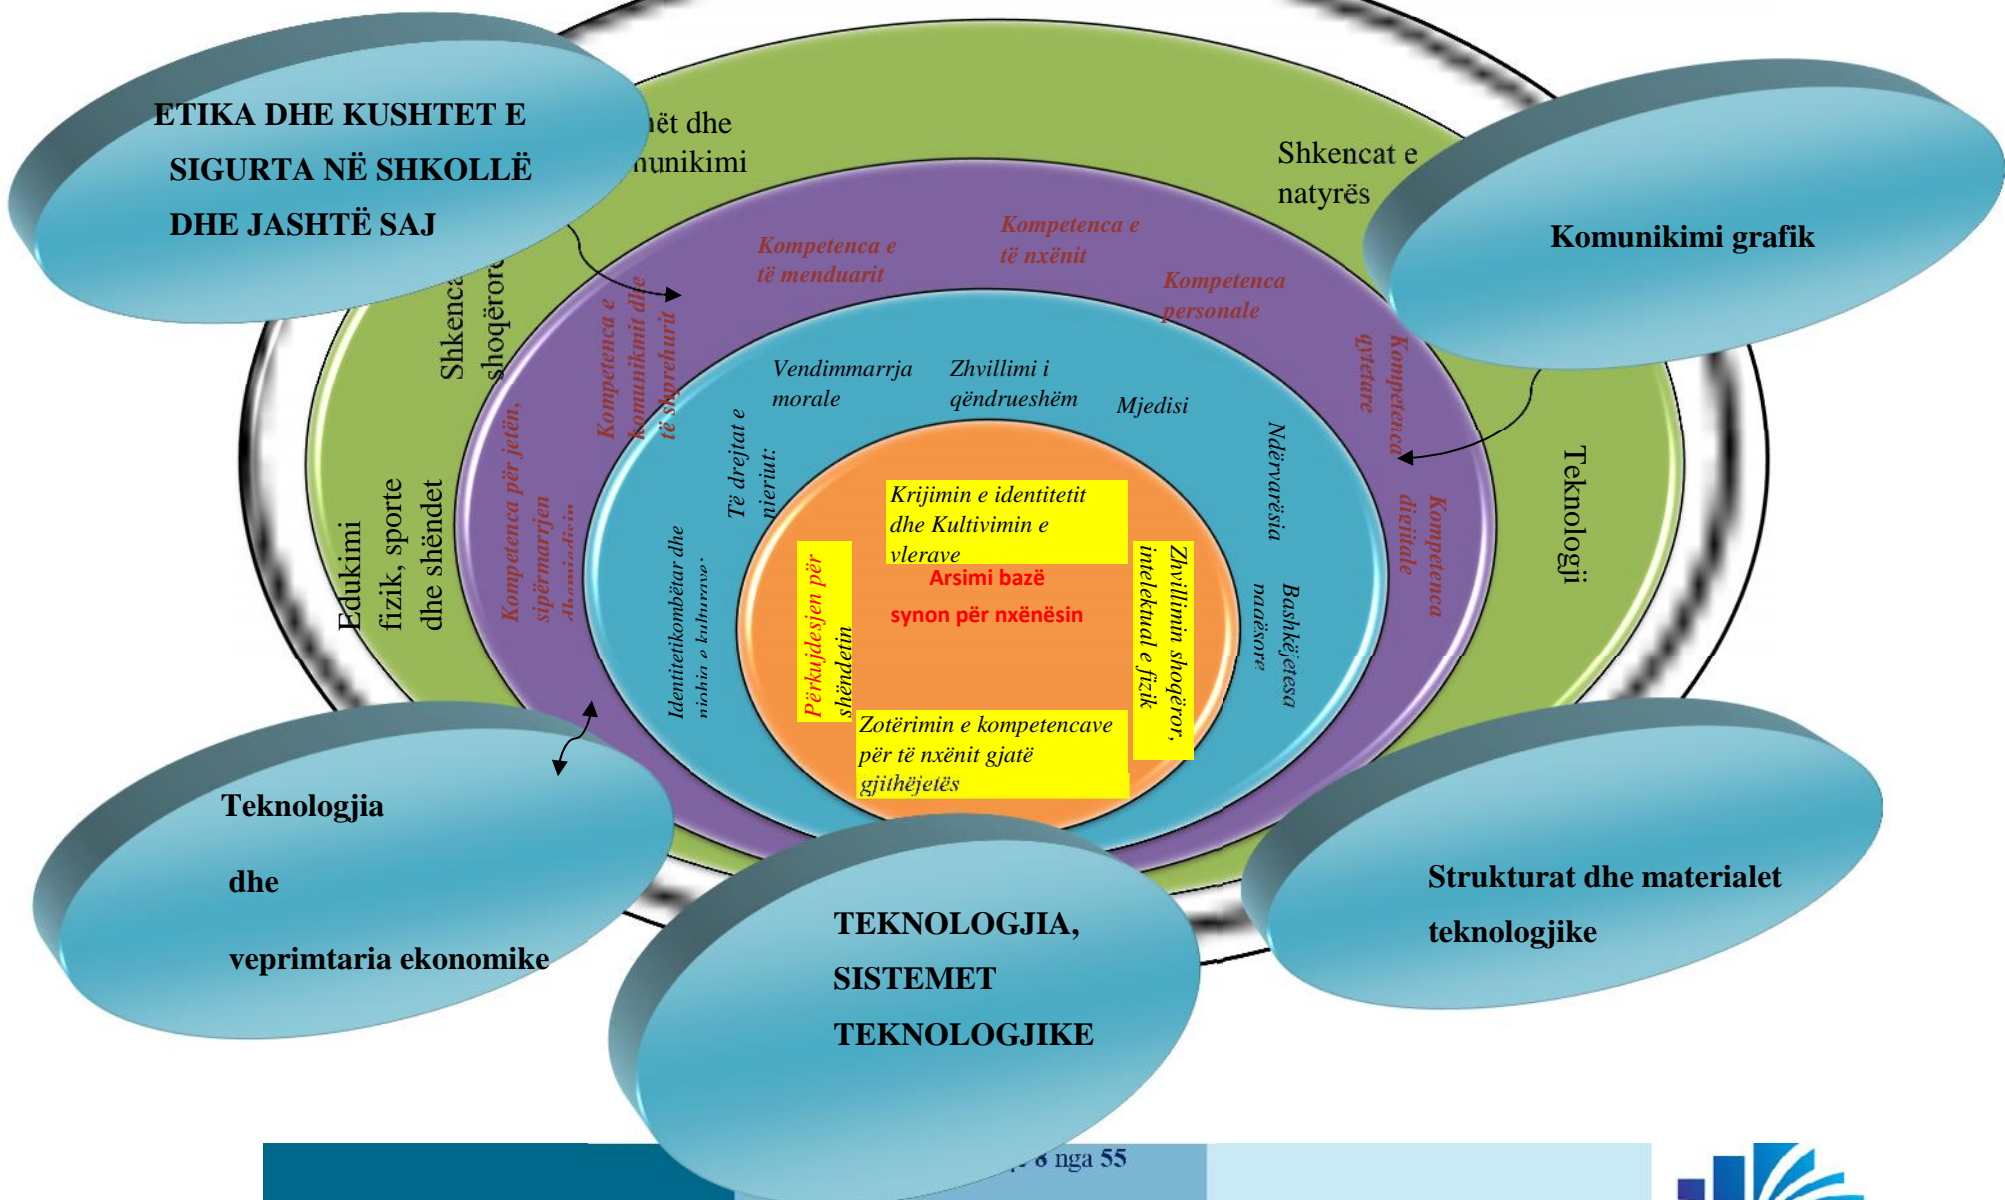 ETIKA DHE KUSHTET E
SIGURTA NË SHKOLLË
DHE JASHTË SAJ
dhe
Shkencat e
natyrës
Komunikimi grafik
shoqërore
Kompetenca e
të menduarit
Kompetenca e
të nxënit
Kompetenca
personale
Kompetenca e
komunikmit dhe
të shprehurit
Kompetenca
qytetare
Kompetenca për jetën,
sipërmarrjen
Kompetenca
digjitale
Edukimi
fizik, sporte
dhe shëndet
Teknologji
Vendimmarrja
morale
Zhvillimi i
qëndrueshëm
Mjedisi
Të drejtat e
njeriut:
Ndërvarësia
Identitetikombëtar dhe
Bashkëjetesa
paqësore
Krijimin e identitetit
dhe Kultivimin e
vlerave
Arsimi bazë
synon për nxënësin
Përkujdesjen për
shëndetin
Zhvillimin shoqëror,
intelektual e fizik
Zotërimin e kompetencave
për të nxënit gjatë
gjithëjetës
Teknologjia
dhe
veprimtaria ekonomike
TEKNOLOGJIA,
SISTEMET
TEKNOLOGJIKE
Strukturat dhe materialet
teknologjike
8 nga 55